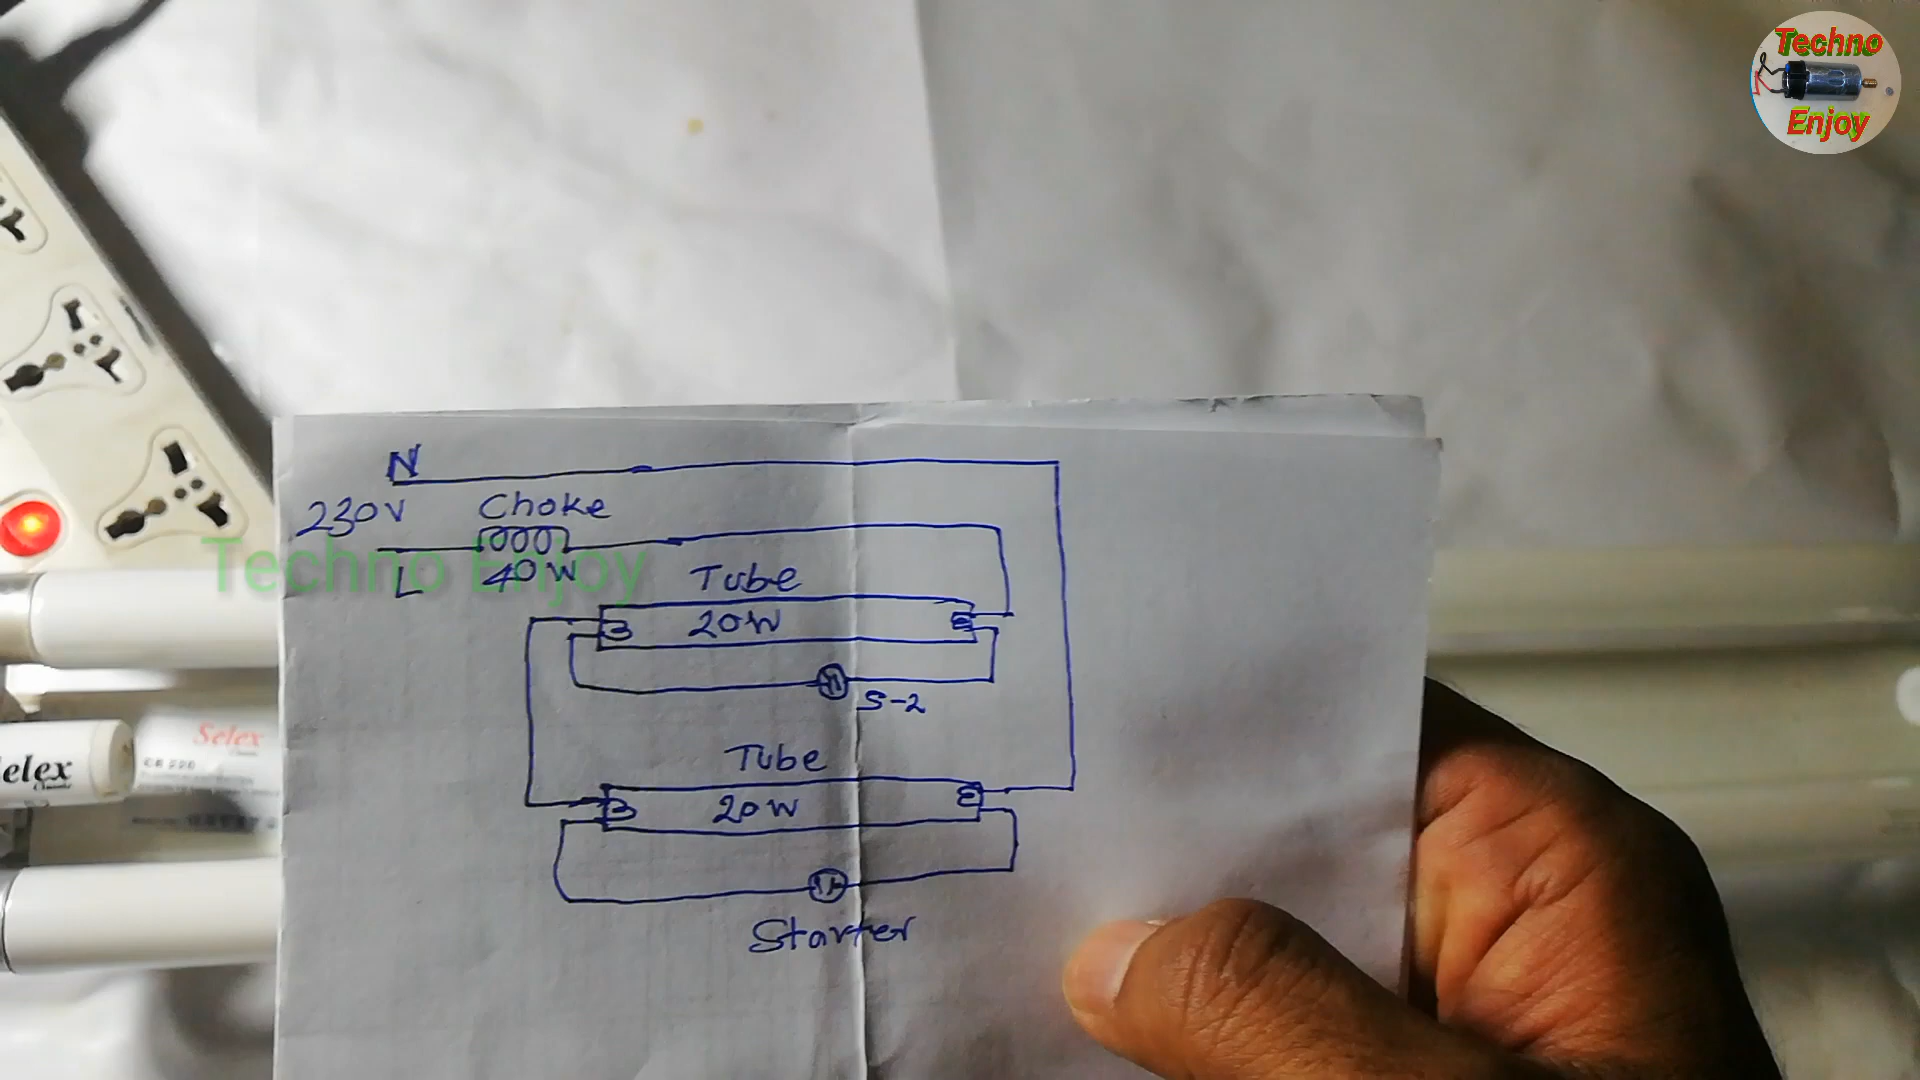 Techno
Enjoy
N
230V
Choke
L
40W
Techno Enjoy
Tube
20W
S-2
Tube
20W
Starter
Selex
elex